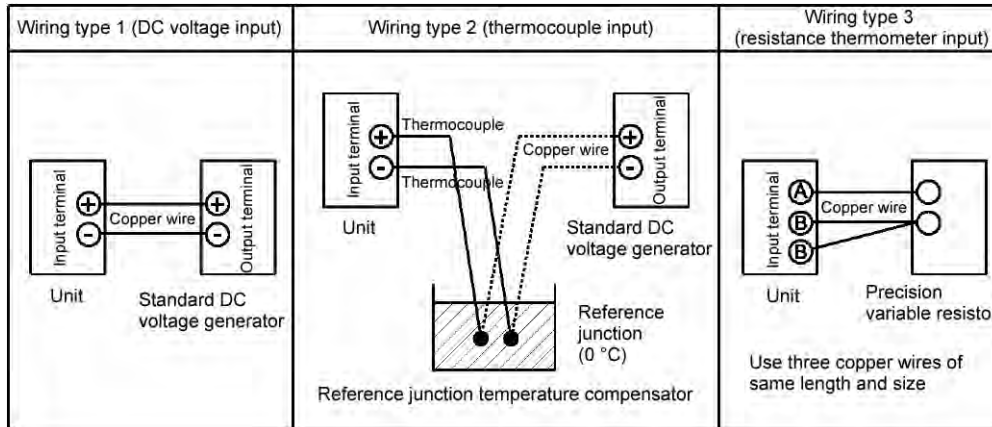 Wiring type 1 (DC voltage input)
Input terminal
+
-
Copper wire
+
-
Output terminal
Unit
Standard DC
voltage generator
Wiring type 2 (thermocouple input)
Input terminal
+
-
Thermocouple
Thermocouple
Copper wire
+
-
Output terminal
Unit
Standard DC
voltage generator
Reference
junction
(0 °C)
Reference junction temperature compensator
Wiring type 3
(resistance thermometer input)
Input terminal
A
B
B
Copper wire
Unit
Precision
variable resisto
Use three copper wires of
same length and size